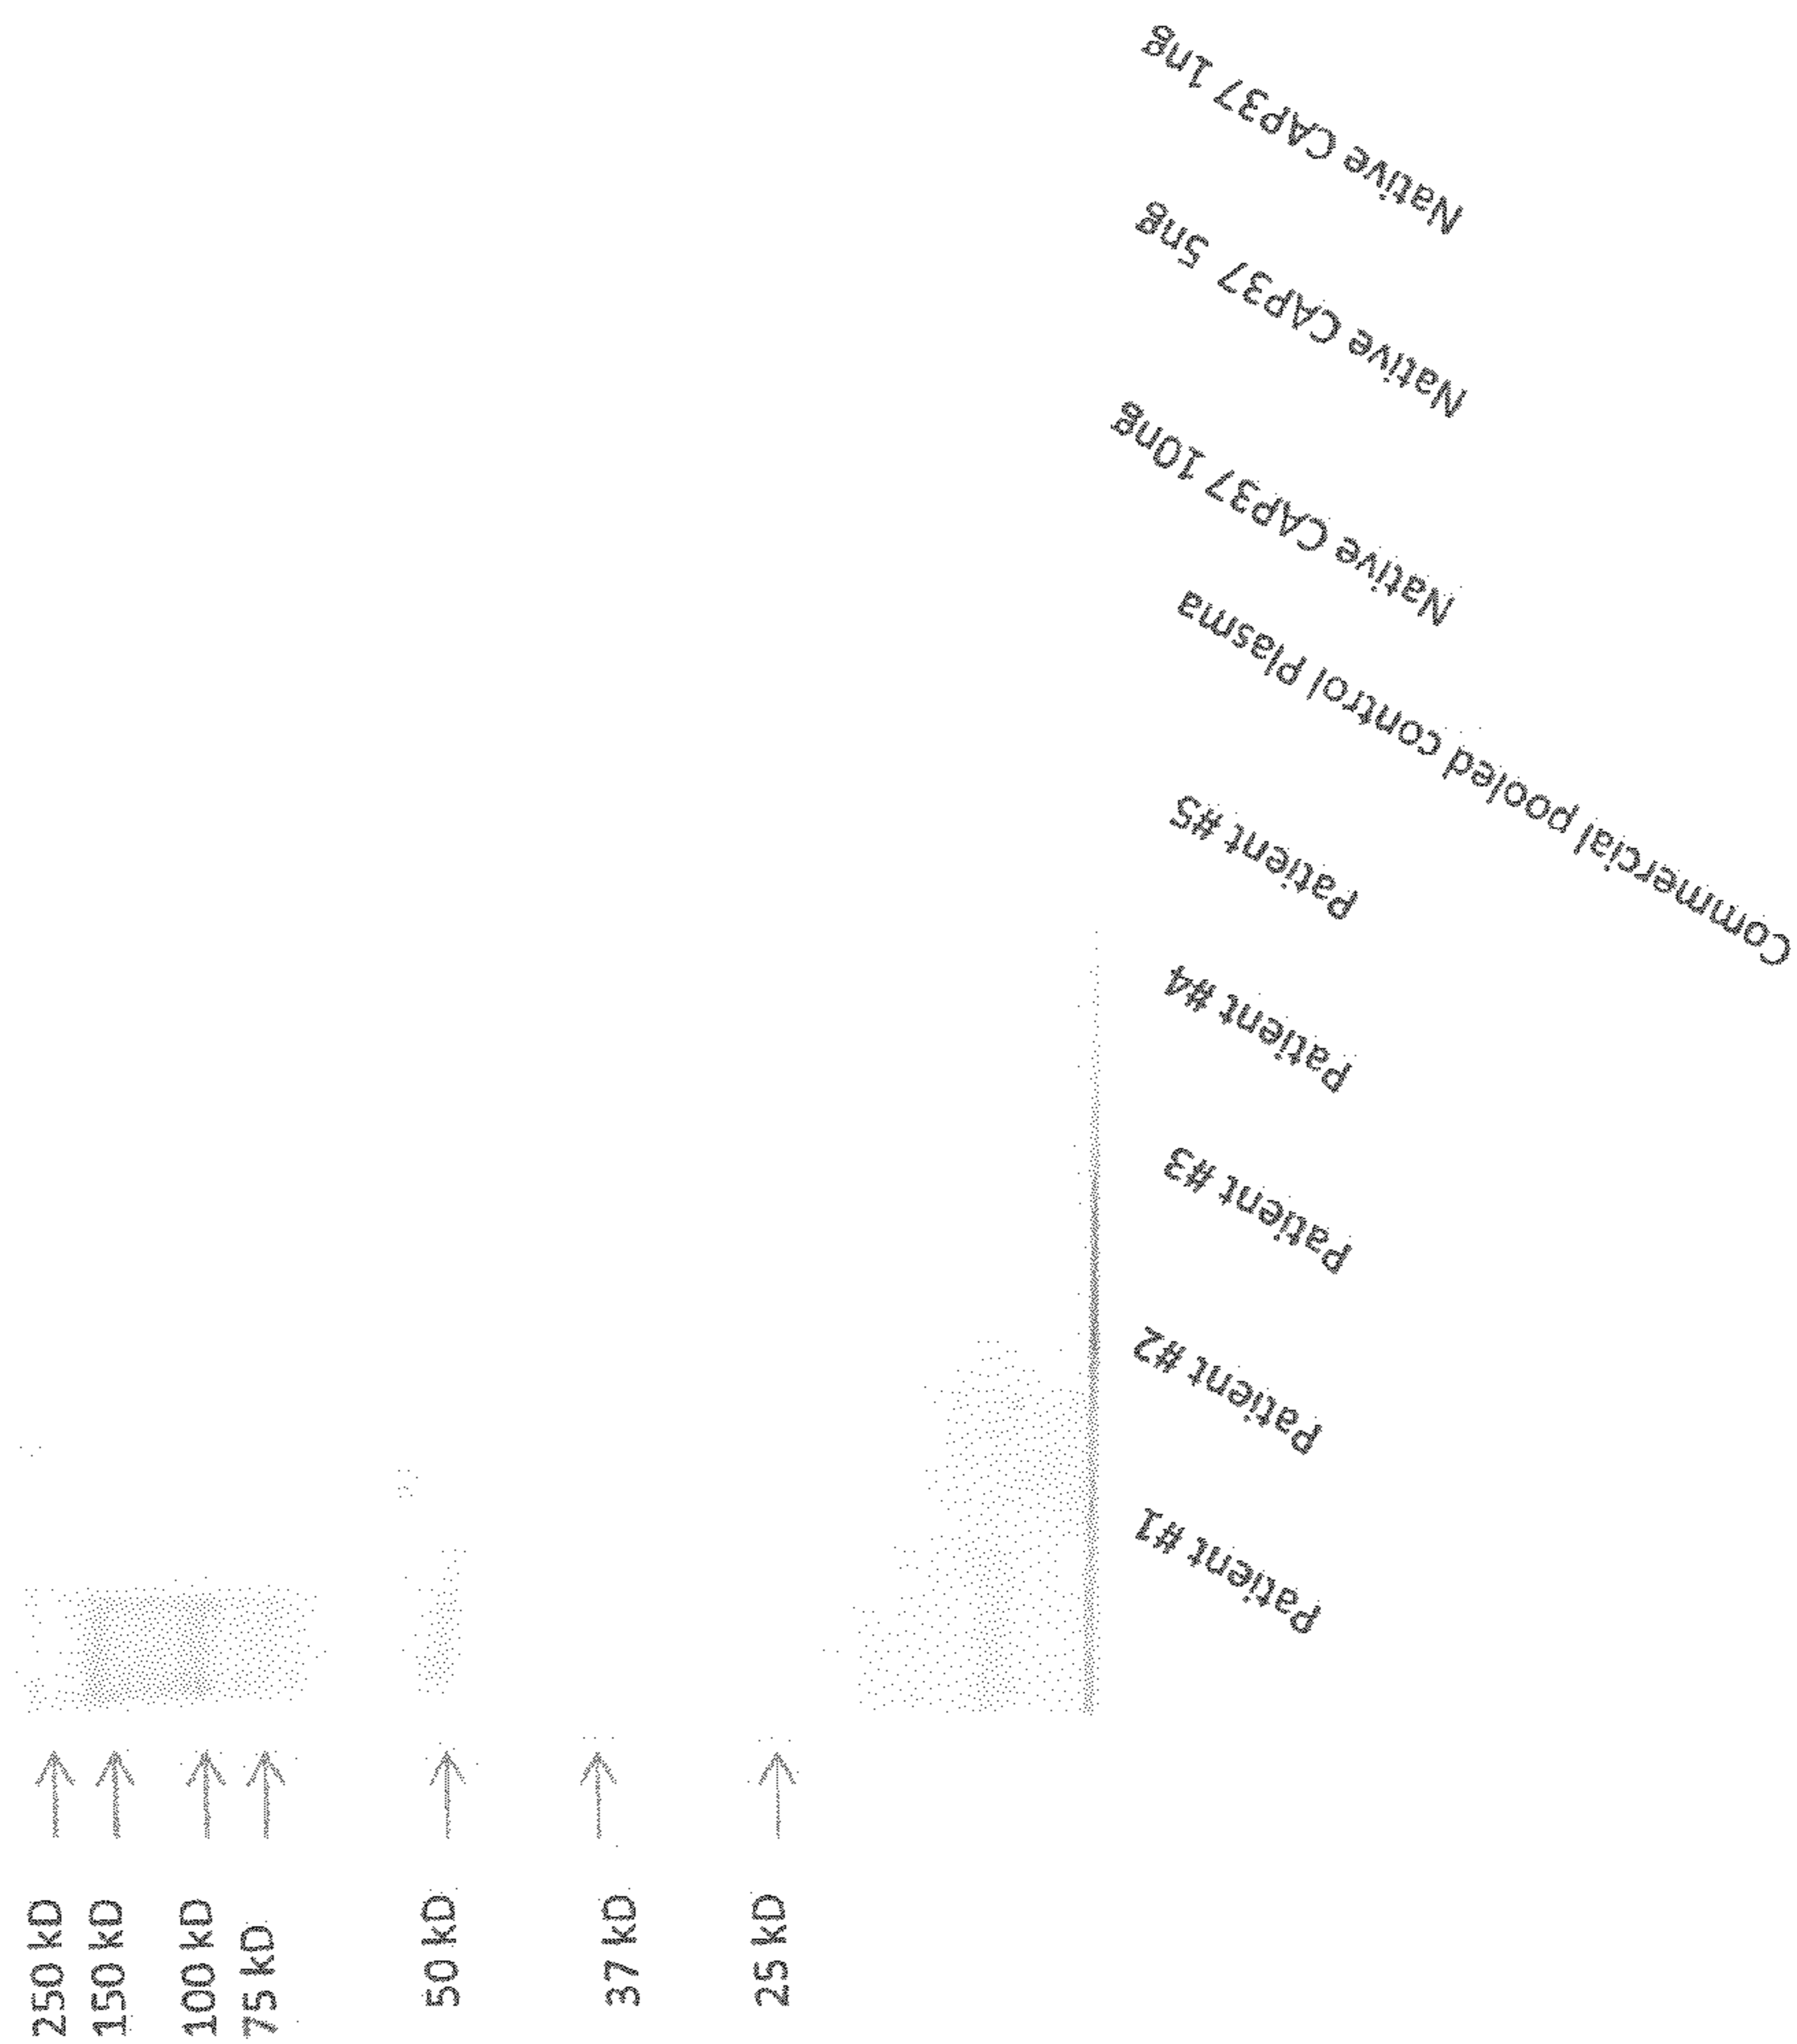 250 kD
150 kD
100 kD
75 kD
50 kD
37 kD
25 kD
Patient #1
Patient #2
Patient #3
Patient #4
Patient #5
Commercial pooled control Plasma
Native CAP37 10ng
Native CAP37 5ng
Native CAP37 1ng